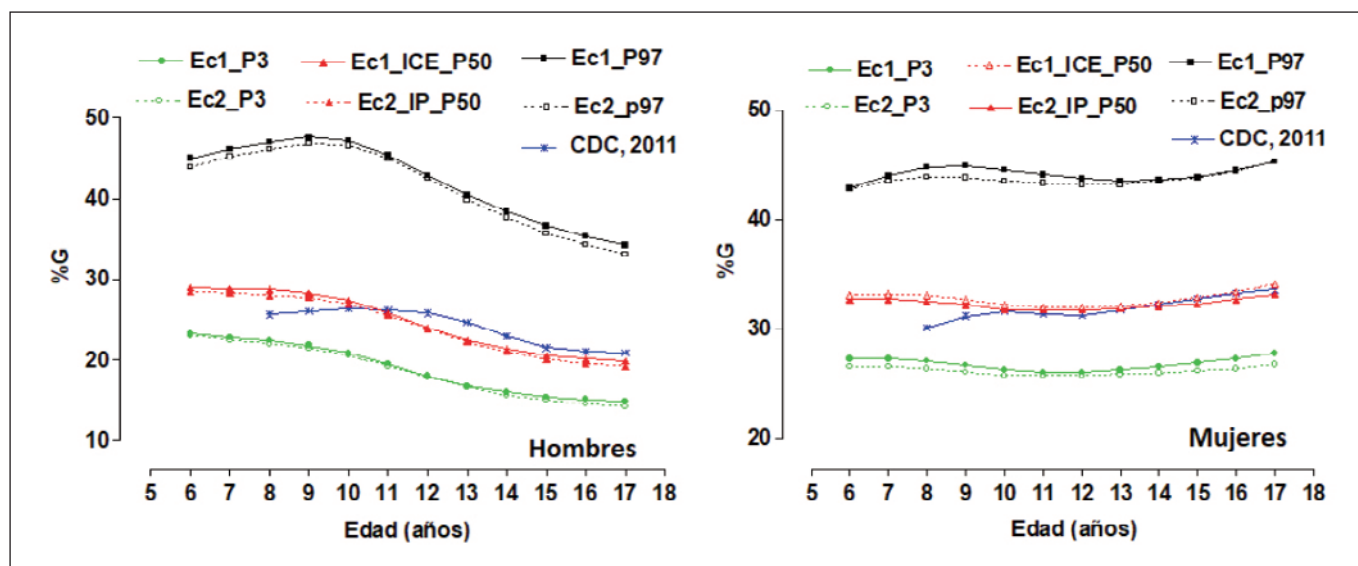 Ec1_P3 Ec1_ICE_P50 Ec1_P97
Ec2_P3 Ec2_IP_P50 Ec2_p97
CDC, 2011
50
40
30
20
10
%G
Hombres
5 6 7 8 9 10 11 12 13 14 15 16 17 18
Edad (años)
Ec1_P3 Ec1_ICE_P50 Ec1_P97
Ec2_P3 Ec2_IP_P50 Ec2_p97
CDC, 2011
50
40
30
20
%G
Mujeres
5 6 7 8 9 10 11 12 13 14 15 16 17 18
Edad (años)